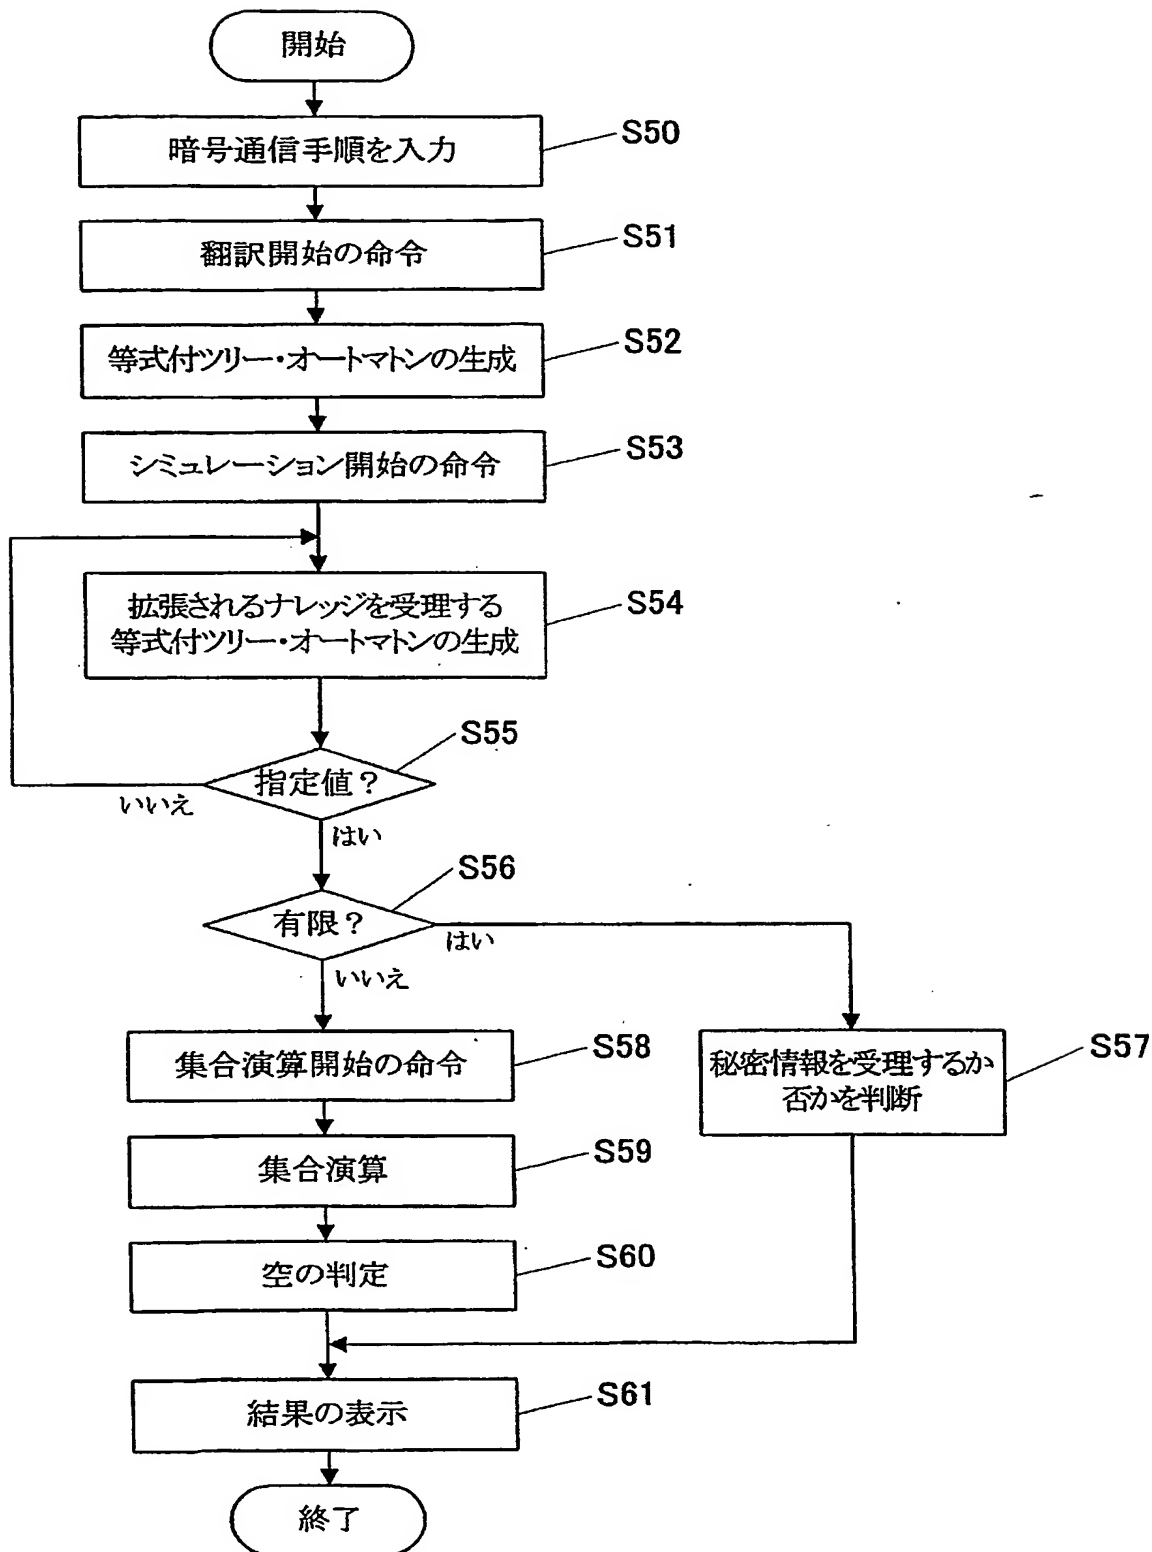 開始
暗号通信手順を入力
S50
翻訳開始の命令
S51
等式付ツリー・オートマトンの生成
S52
シミュレーション開始の命令
S53
拡張されるナレッジを受理する
等式付ツリー・オートマトンの生成
S54
S55
指定値？
いいえ
はい
S56
有限？
はい
いいえ
集合演算開始の命令
S58
秘密情報を受理するか
否かを判断
S57
集合演算
S59
空の判定
S60
結果の表示
S61
終了